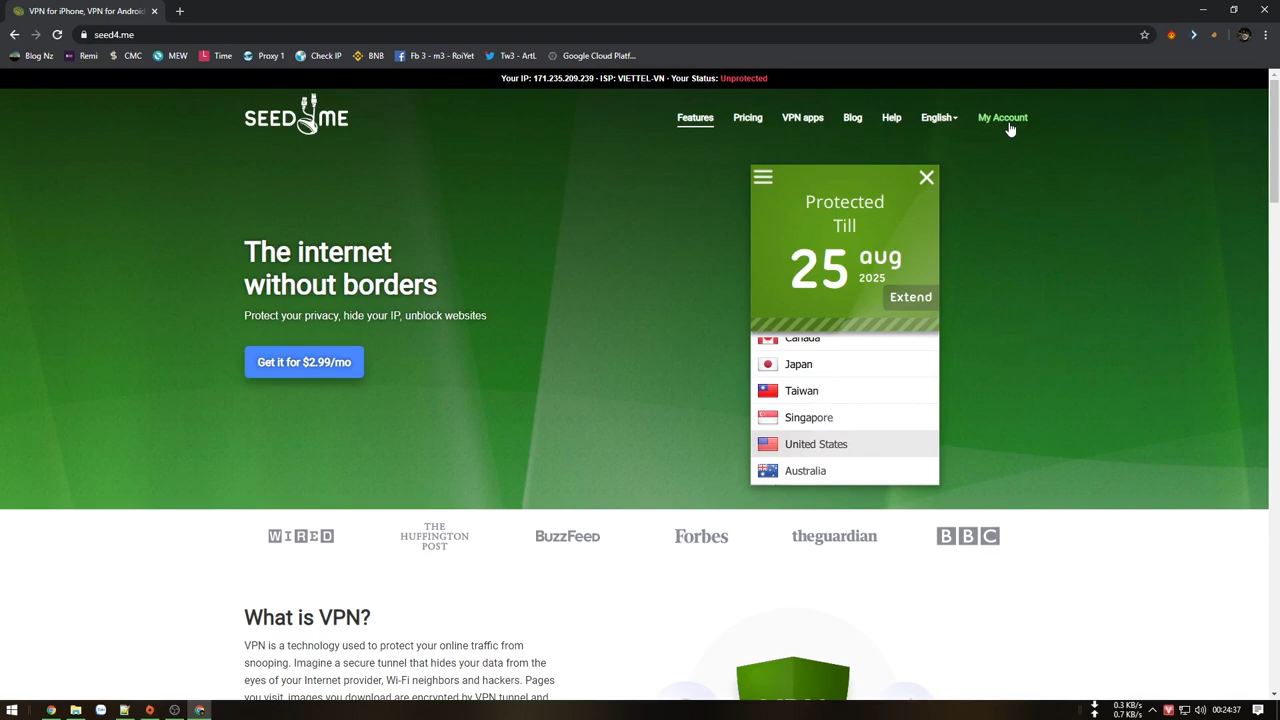 VPN for iPhone, VPN for Android
seed4.me
Blog Nz
Remi
CMC
MEW
Time
Proxy 1
Check IP
BNB
Fb 3 - m3 - RoiYet
Tw3 - ArtL
Google Cloud Platf...
Your IP: 171.235.209.239 · ISP: VIETTEL-VN · Your Status: Unprotected
SEED4ME
Features
Pricing
VPN apps
Blog
Help
English
My Account
Protected
Till
25 aug
2025
Extend
The internet
without borders
Protect your privacy, hide your IP, unblock websites
Get it for $2.99/mo
Canada
Japan
Taiwan
Singapore
United States
Australia
WIRED
THE
HUFFINGTON
POST
BuzzFeed
Forbes
theguardian
BBC
What is VPN?
VPN is a technology used to protect your online traffic from
snooping. Imagine a secure tunnel that hides your data from the
eyes of your Internet provider, Wi-Fi neighbors and hackers. Pages
you visit, images you download are encrypted by VPN tunnel and
0.3 KB/s
0.7 KB/s
00:24:37